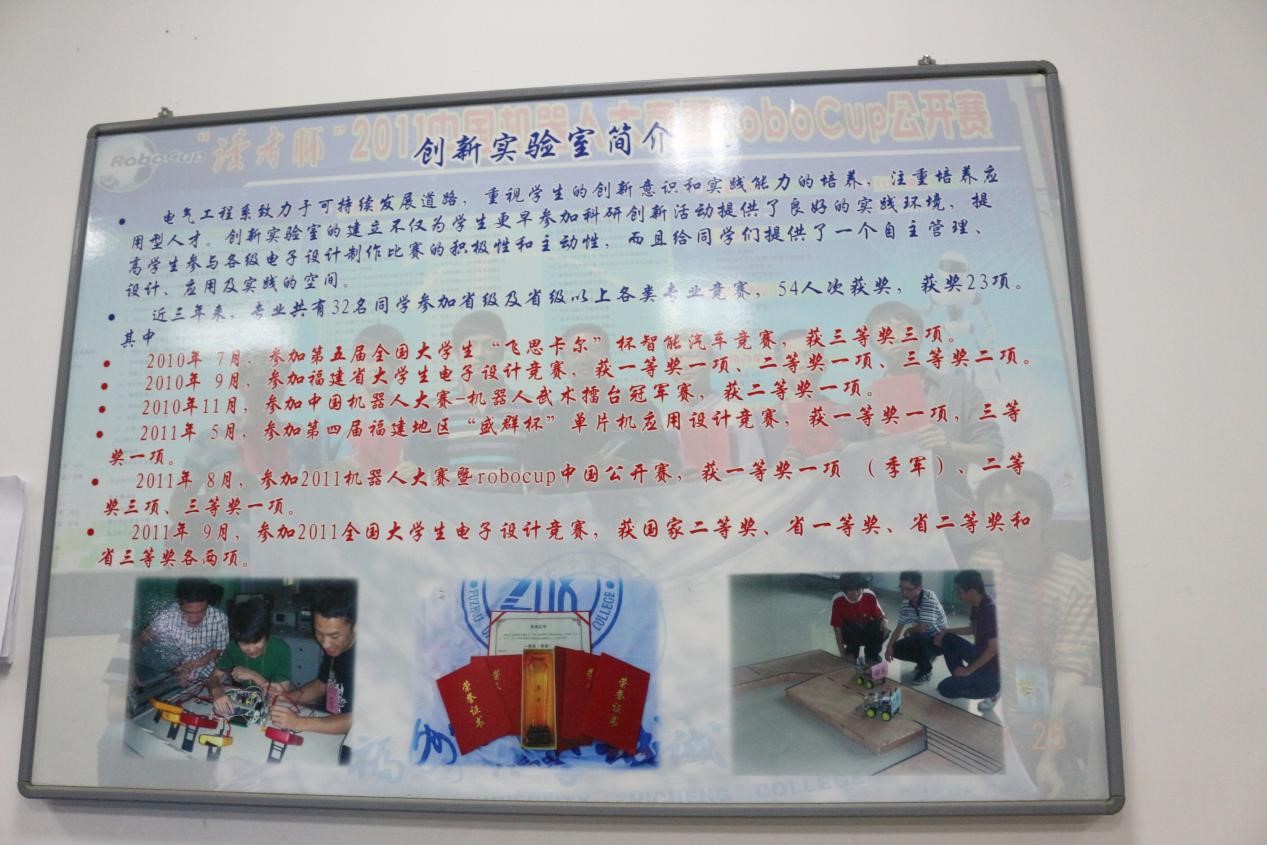 “读者杯”2011中国机器人大赛暨RoboCup公开赛
RoboCup
创新实验室简介
• 电气工程系致力于可持续发展道路，重视学生的创新意识和实践能力的培养，注重培养应
用型人才。创新实验室的建立不仅为学生更早参加科研创新活动提供了良好的实践环境，提
高学生参与各级电子设计制作比赛的积极性和主动性，而且给同学们提供了一个自主管理、
设计、应用及实践的空间。
• 近三年来，专业共有32名同学参加省级及省级以上各类专业竞赛，54人次获奖，获奖23项。
其中
• 2010年 7月，参加第五届全国大学生“飞思卡尔”杯智能汽车竞赛，获三等奖三项。
• 2010年 9月，参加福建省大学生电子设计竞赛，获一等奖一项、二等奖一项、三等奖二项。
• 2010年11月，参加中国机器人大赛-机器人武术擂台冠军赛，获二等奖一项。
• 2011年 5月，参加第四届福建地区“盛群杯”单片机应用设计竞赛，获一等奖一项，三等
奖一项。
• 2011年 8月，参加2011机器人大赛暨robocup中国公开赛，获一等奖一项 （季军）、二等
奖三项、三等奖一项。
• 2011年 9月，参加2011全国大学生电子设计竞赛，获国家二等奖、省一等奖、省二等奖和
省三等奖各两项。
COLLEGE
荣誉证书
荣誉证书
ZHICHENG COLLEGE
25